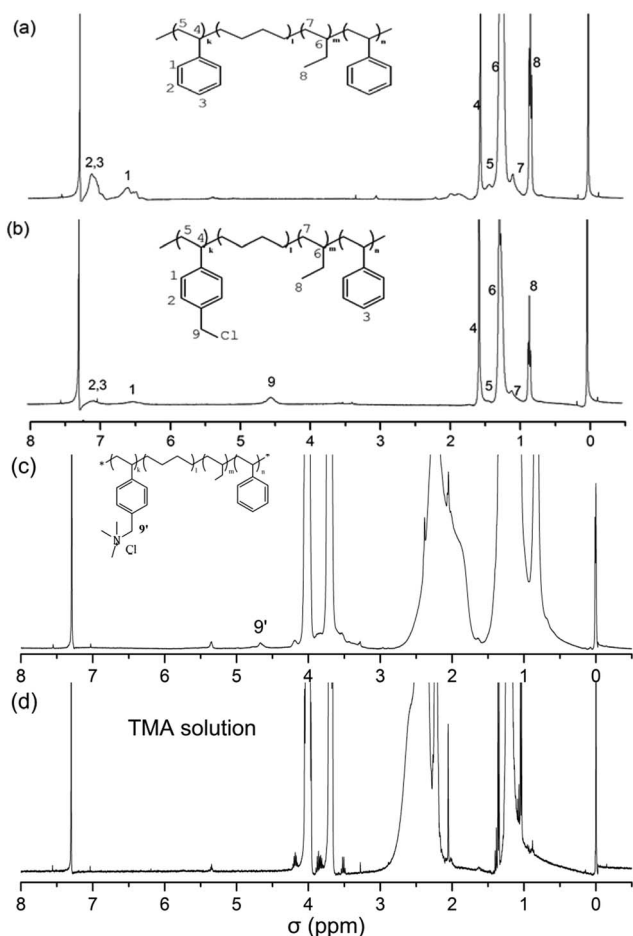 (a)
5 4 k l 7 6 m n
8
1
2
3
2,3 1 4 5 6 7 8
(b)
5 4 k l 7 6 m n
8
1
2
3
9 Cl
2,3 1 9 4 5 6 7 8
8 7 6 5 4 3 2 1 0
(c)
* k l m n *
9'
N
Cl
9'
8 7 6 5 4 3 2 1 0
(d)
TMA solution
8 7 6 5 4 3 2 1 0
σ (ppm)